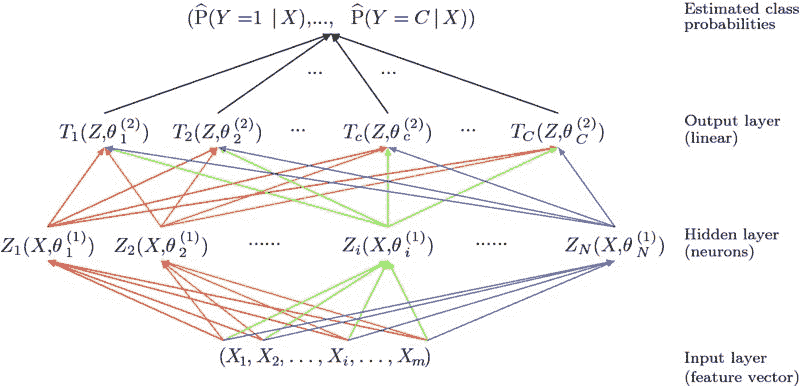 (P̂(Y =1 | X),..., P̂(Y = C | X))
Estimated class
probabilities
... ...
T₁(Z,θ₁⁽²⁾) T₂(Z,θ₂⁽²⁾) ... T_c(Z,θ_c⁽²⁾) ... T_C(Z,θ_C⁽²⁾)
Output layer
(linear)
Z₁(X,θ₁⁽¹⁾) Z₂(X,θ₂⁽¹⁾) ...... Z_i(X,θ_i⁽¹⁾) ...... Z_N(X,θ_N⁽¹⁾)
Hidden layer
(neurons)
(X₁, X₂, . . . , X_i, . . . , X_m)
Input layer
(feature vector)